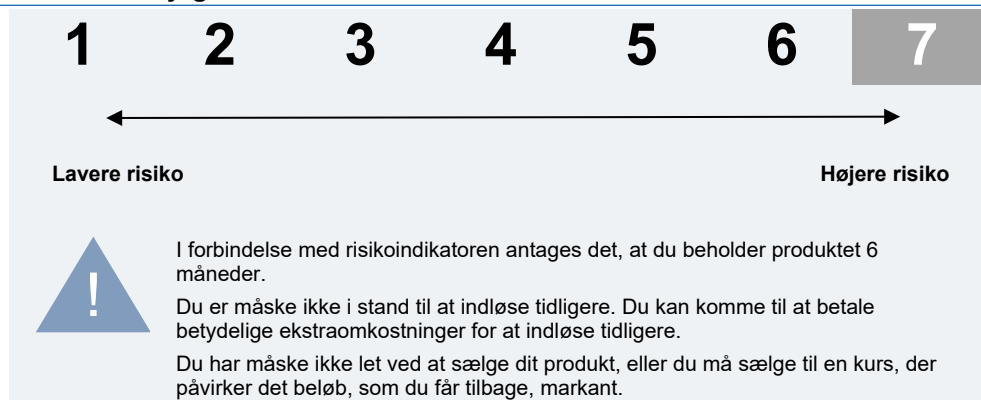 1 2 3 4 5 6 7
Lavere risiko Højere risiko
!
I forbindelse med risikoindikatoren antages det, at du beholder produktet 6
måneder.
Du er måske ikke i stand til at indløse tidligere. Du kan komme til at betale
betydelige ekstraomkostninger for at indløse tidligere.
Du har måske ikke let ved at sælge dit produkt, eller du må sælge til en kurs, der
påvirker det beløb, som du får tilbage, markant.